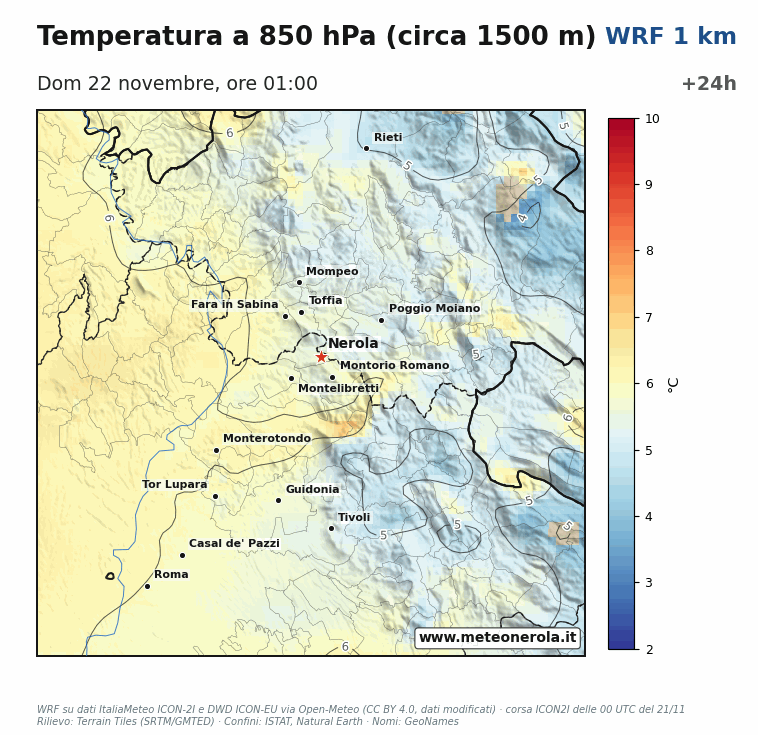 Temperatura a 850 hPa (circa 1500 m) WRF 1 km
Dom 22 novembre, ore 01:00 +24h
6
5
Rieti
5
5
4
6
10
9
8
7
6
5
4
3
2
°C
Mompeo
Fara in Sabina
Toffia
Poggio Moiano
Nerola
5
Montorio Romano
Montelibretti
6
Monterotondo
Tor Lupara
Guidonia
5
Tivoli
5
5
5
Casal de' Pazzi
Roma
6
www.meteonerola.it
WRF su dati ItaliaMeteo ICON-2I e DWD ICON-EU via Open-Meteo (CC BY 4.0, dati modificati) · corsa ICON2I delle 00 UTC del 21/11
Rilievo: Terrain Tiles (SRTM/GMTED) · Confini: ISTAT, Natural Earth · Nomi: GeoNames